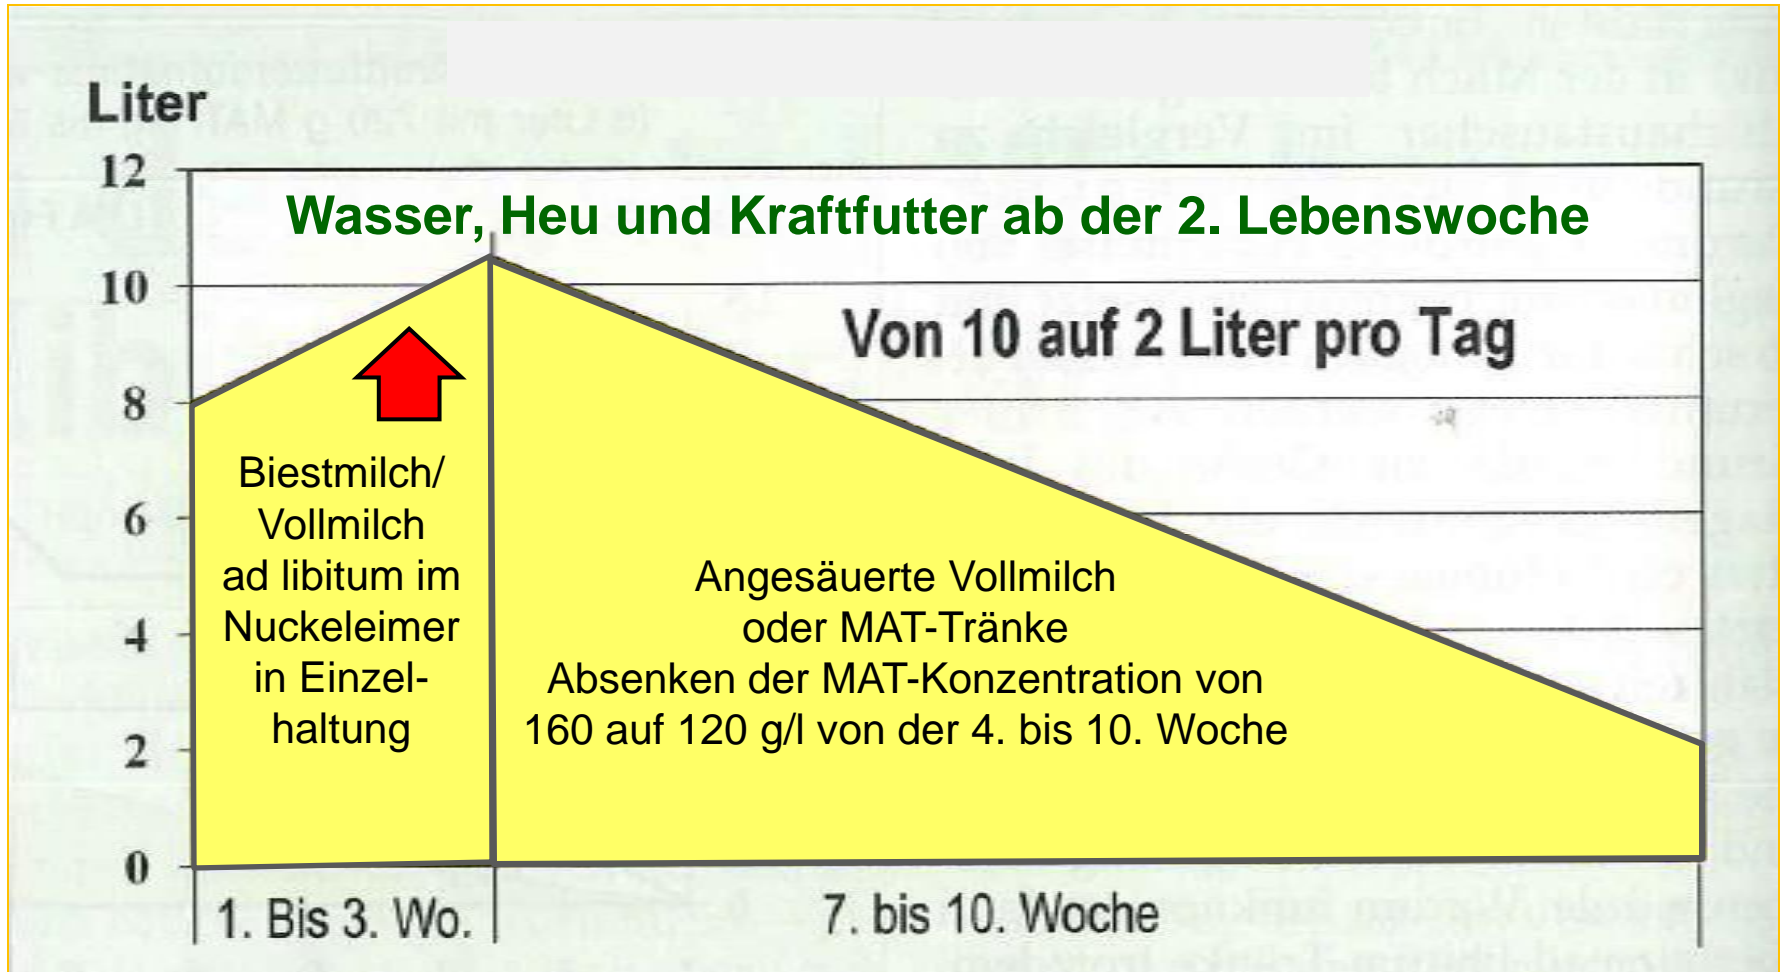 Liter
12
Wasser, Heu und Kraftfutter ab der 2. Lebenswoche
10
Von 10 auf 2 Liter pro Tag
8
Biestmilch/
Vollmilch
ad libitum im
Nuckeleimer
in Einzel-
haltung
6
Angesäuerte Vollmilch
oder MAT-Tränke
Absenken der MAT-Konzentration von
160 auf 120 g/l von der 4. bis 10. Woche
4
2
0
1. Bis 3. Wo.
7. bis 10. Woche